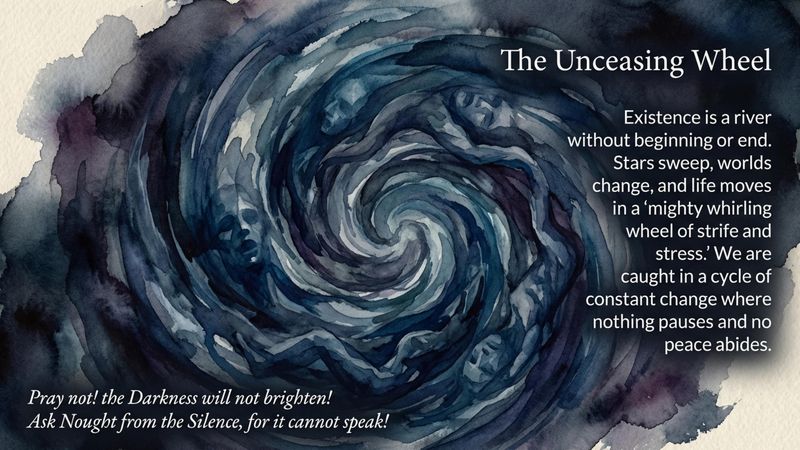 The Unceasing Wheel
Existence is a river
without beginning or end.
Stars sweep, worlds
change, and life moves
in a ‘mighty whirling
wheel of strife and
stress.’ We are
caught in a cycle of
constant change where
nothing pauses and no
peace abides.
Pray not! the Darkness will not brighten!
Ask Nought from the Silence, for it cannot speak!